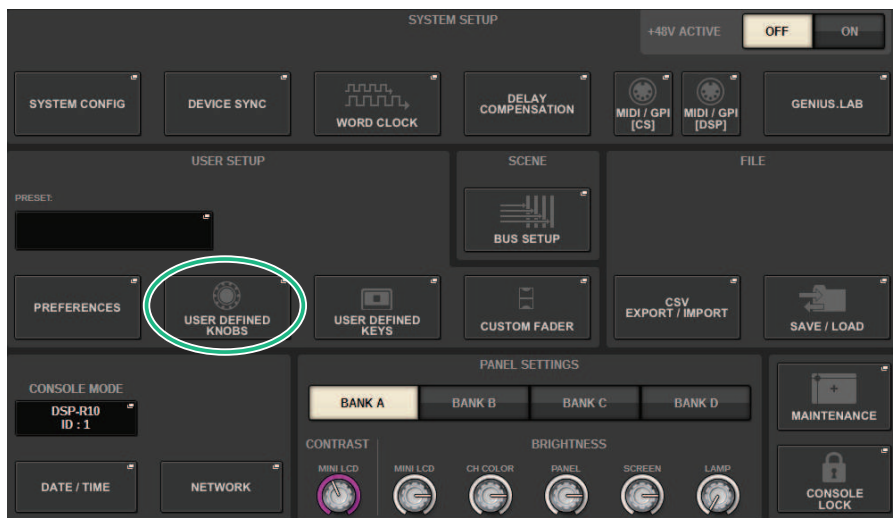 SYSTEM SETUP
+48V ACTIVE
OFF
ON
SYSTEM CONFIG
DEVICE SYNC
WORD CLOCK
DELAY
COMPENSATION
MIDI / GPI
[CS]
MIDI / GPI
[DSP]
GENIUS.LAB
USER SETUP
SCENE
FILE
PRESET:
BUS SETUP
PREFERENCES
USER DEFINED
KNOBS
USER DEFINED
KEYS
CUSTOM FADER
CSV
EXPORT / IMPORT
SAVE / LOAD
CONSOLE MODE
DSP-R10
ID : 1
DATE / TIME
NETWORK
PANEL SETTINGS
BANK A
BANK B
BANK C
BANK D
CONTRAST
BRIGHTNESS
MINI LCD
MINI LCD
CH COLOR
PANEL
SCREEN
LAMP
MAINTENANCE
CONSOLE
LOCK